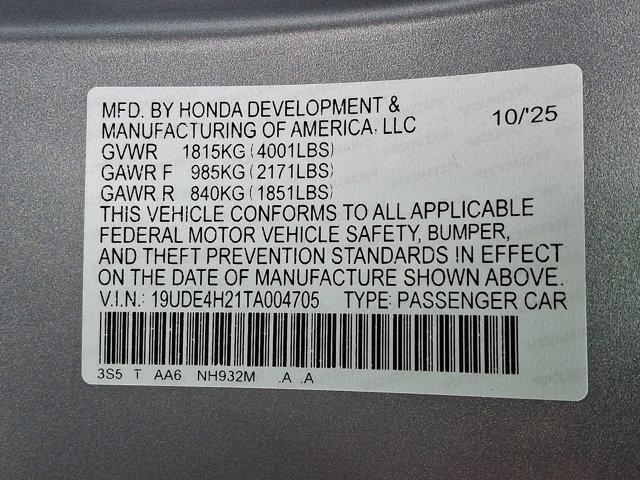 MFD. BY HONDA DEVELOPMENT &
MANUFACTURING OF AMERICA, LLC 10/'25
GVWR 1815KG (4001LBS)
GAWR F 985KG (2171LBS)
GAWR R 840KG (1851LBS)
THIS VEHICLE CONFORMS TO ALL APPLICABLE
FEDERAL MOTOR VEHICLE SAFETY, BUMPER,
AND THEFT PREVENTION STANDARDS IN EFFECT
ON THE DATE OF MANUFACTURE SHOWN ABOVE.
V.I.N.: 19UDE4H21TA004705 TYPE: PASSENGER CAR
3S5 T AA6 NH932M .A .A